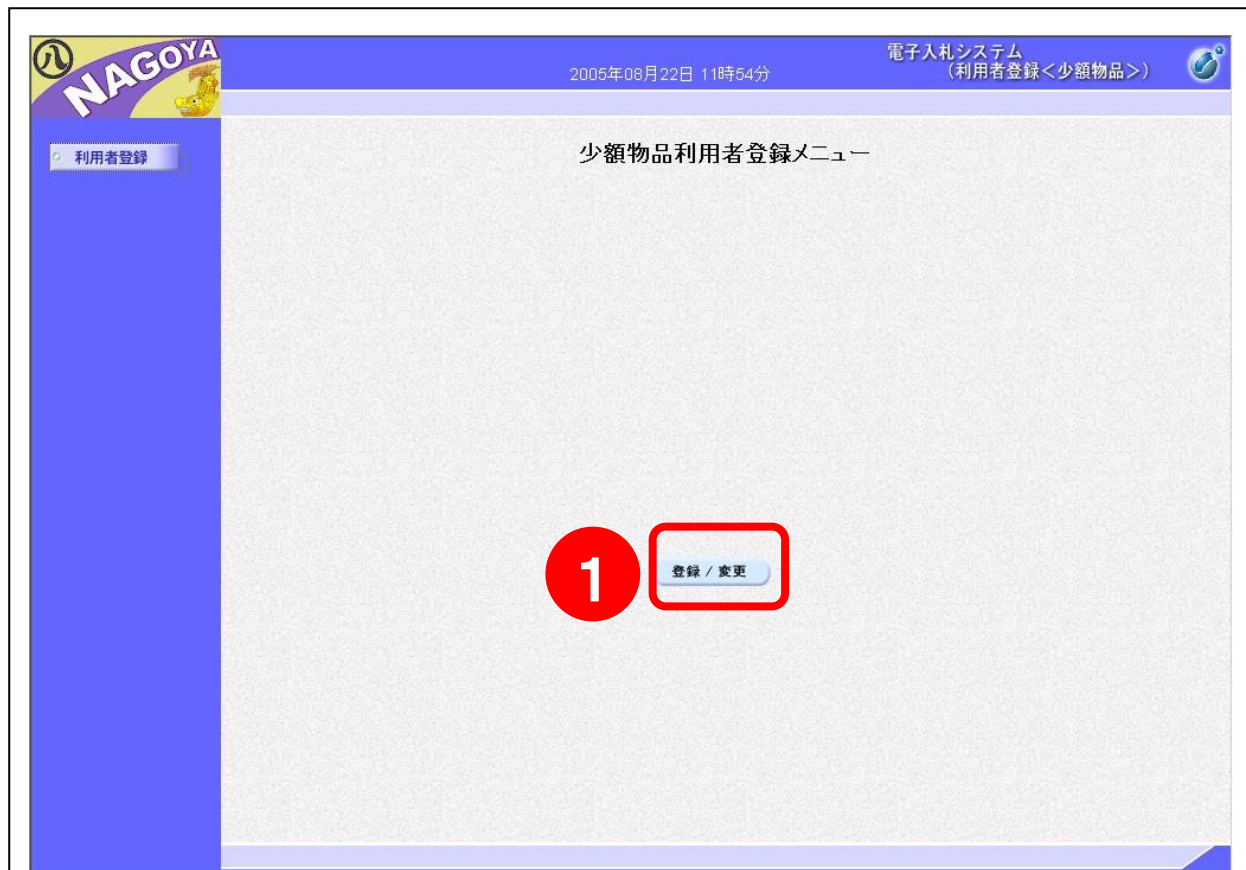 八
NAGOYA
2005年08月22日 11時54分
電子入札システム
（利用者登録＜少額物品＞）
利用者登録
少額物品利用者登録メニュー
1
登録 / 変更